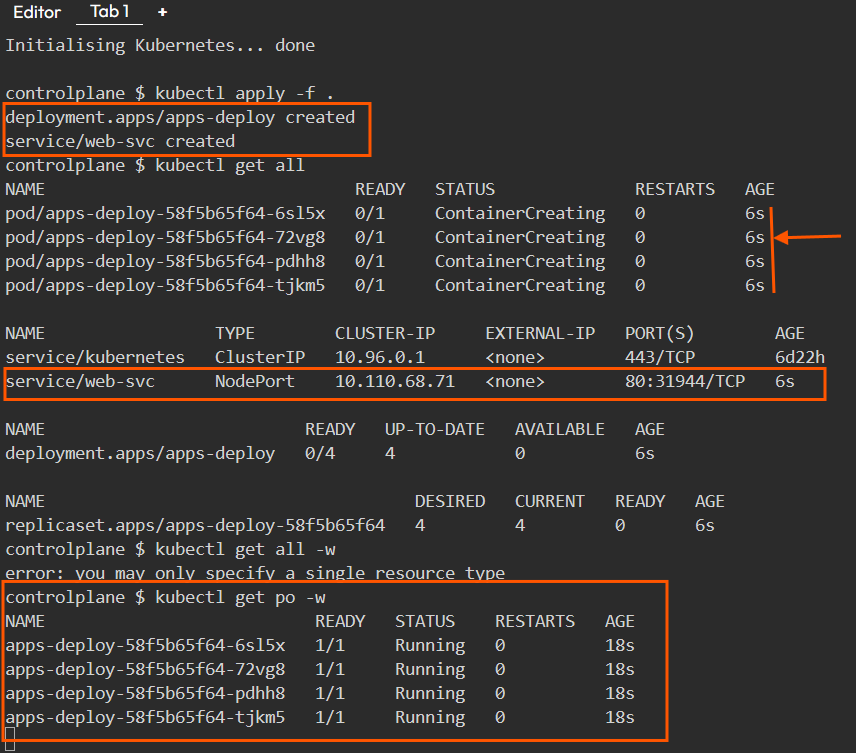 Editor Tab 1 +
Initialising Kubernetes... done
controlplane $ kubectl apply -f .
deployment.apps/apps-deploy created
service/web-svc created
controlplane $ kubectl get all
NAME READY STATUS RESTARTS AGE
pod/apps-deploy-58f5b65f64-6sl5x 0/1 ContainerCreating 0 6s
pod/apps-deploy-58f5b65f64-72vg8 0/1 ContainerCreating 0 6s
pod/apps-deploy-58f5b65f64-pdhh8 0/1 ContainerCreating 0 6s
pod/apps-deploy-58f5b65f64-tjkm5 0/1 ContainerCreating 0 6s
NAME TYPE CLUSTER-IP EXTERNAL-IP PORT(S) AGE
service/kubernetes ClusterIP 10.96.0.1 <none> 443/TCP 6d22h
service/web-svc NodePort 10.110.68.71 <none> 80:31944/TCP 6s
NAME READY UP-TO-DATE AVAILABLE AGE
deployment.apps/apps-deploy 0/4 4 0 6s
NAME DESIRED CURRENT READY AGE
replicaset.apps/apps-deploy-58f5b65f64 4 4 0 6s
controlplane $ kubectl get all -w
error: you may only specify a single resource type
controlplane $ kubectl get po -w
NAME READY STATUS RESTARTS AGE
apps-deploy-58f5b65f64-6sl5x 1/1 Running 0 18s
apps-deploy-58f5b65f64-72vg8 1/1 Running 0 18s
apps-deploy-58f5b65f64-pdhh8 1/1 Running 0 18s
apps-deploy-58f5b65f64-tjkm5 1/1 Running 0 18s